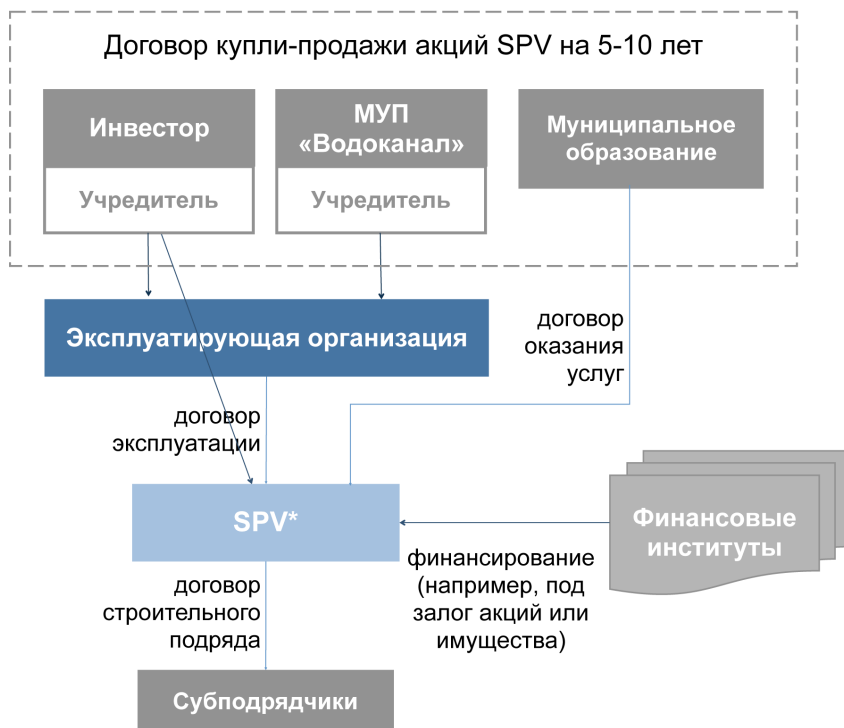 Договор купли-продажи акций SPV на 5-10 лет
Инвестор
Учредитель
МУП
«Водоканал»
Учредитель
Муниципальное
образование
Эксплуатирующая организация
договор
оказания
услуг
договор
эксплуатации
SPV*
Финансовые
институты
финансирование
(например, под
залог акций или
имущества)
договор
строительного
подряда
Субподрядчики